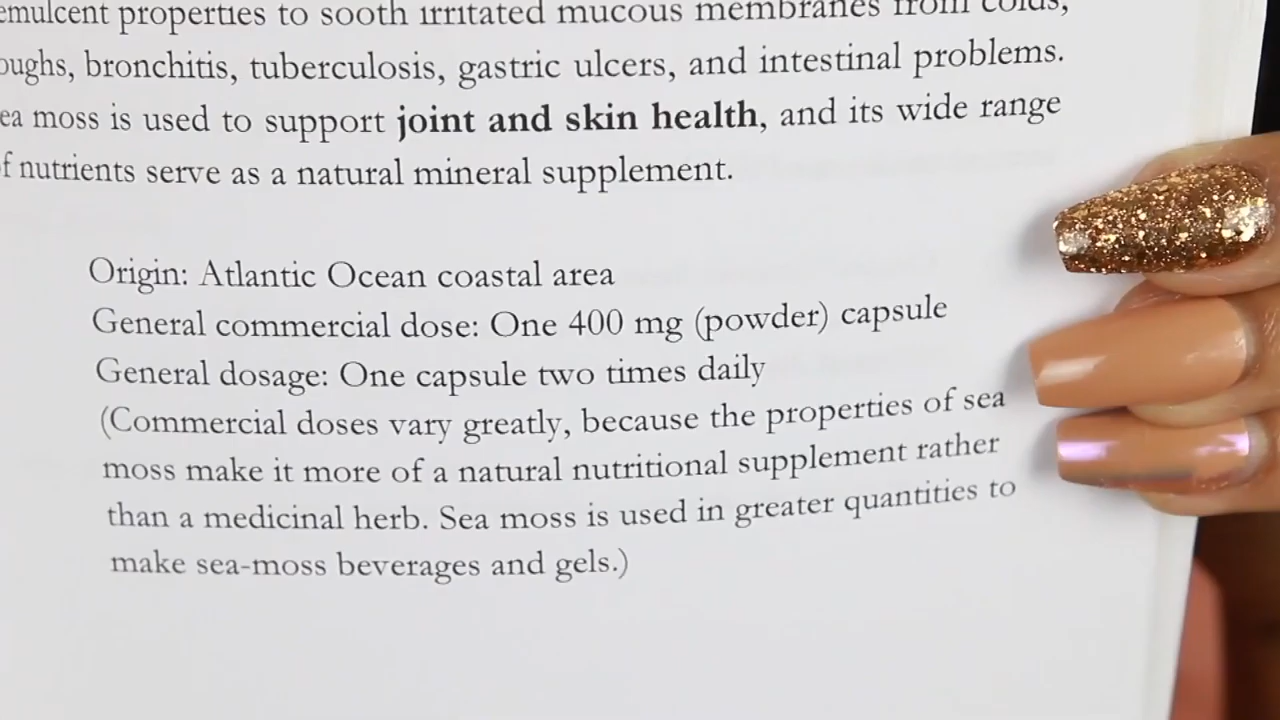 emulcent properties to sooth irritated mucous membranes from colds,
oughs, bronchitis, tuberculosis, gastric ulcers, and intestinal problems.
ea moss is used to support joint and skin health, and its wide range
f nutrients serve as a natural mineral supplement.
Origin: Atlantic Ocean coastal area
General commercial dose: One 400 mg (powder) capsule
General dosage: One capsule two times daily
(Commercial doses vary greatly, because the properties of sea
moss make it more of a natural nutritional supplement rather
than a medicinal herb. Sea moss is used in greater quantities to
make sea-moss beverages and gels.)